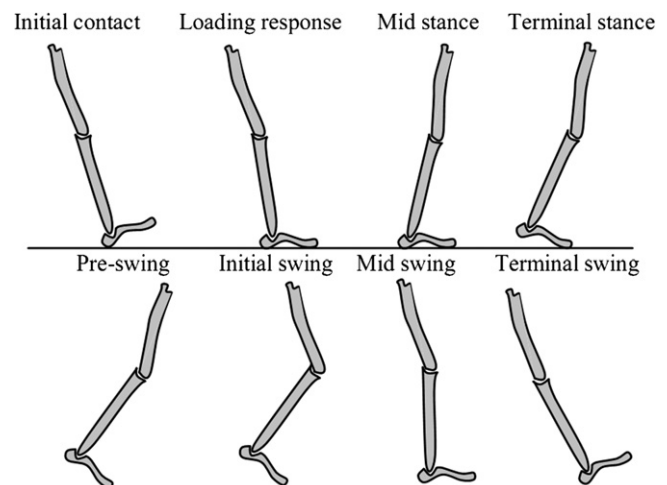 Initial contact Loading response Mid stance Terminal stance
Pre-swing Initial swing Mid swing Terminal swing